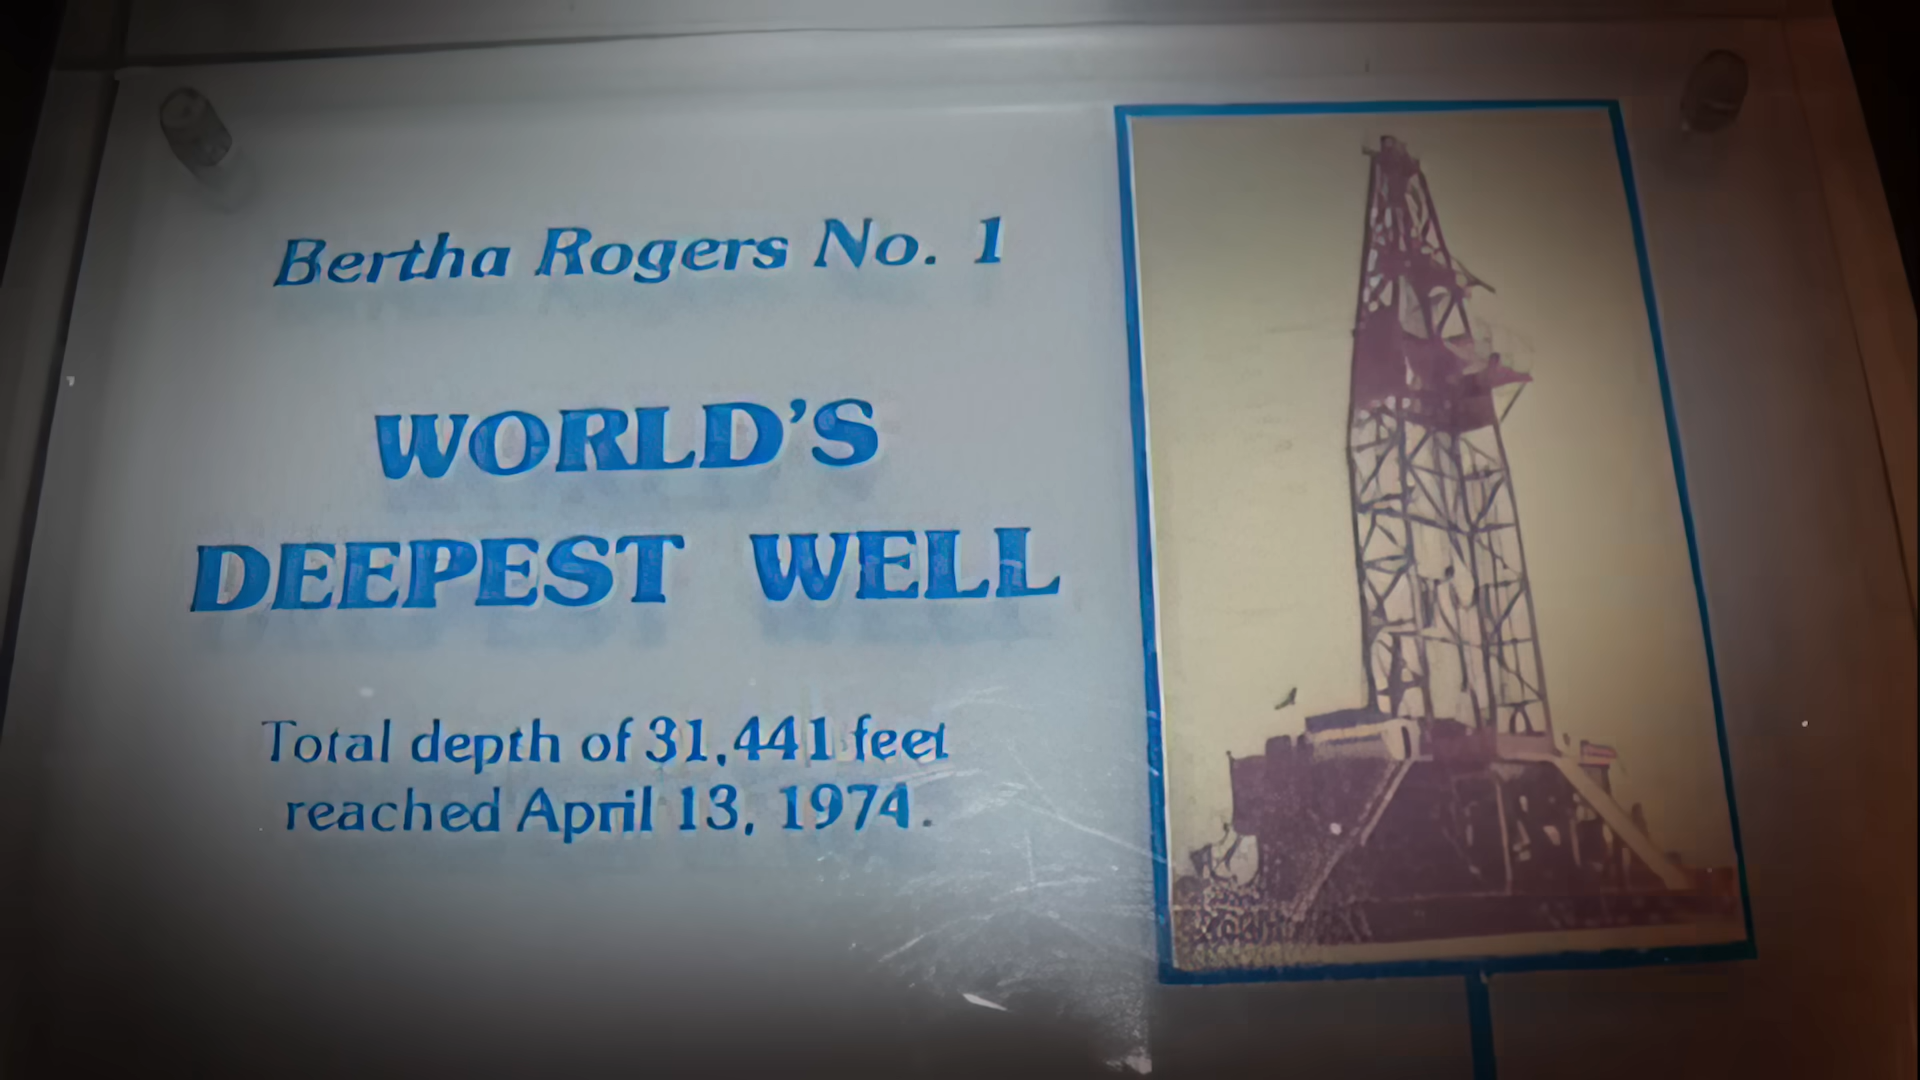 Bertha Rogers No. 1
WORLD'S
DEEPEST WELL
Total depth of 31,441 feet
reached April 13, 1974.